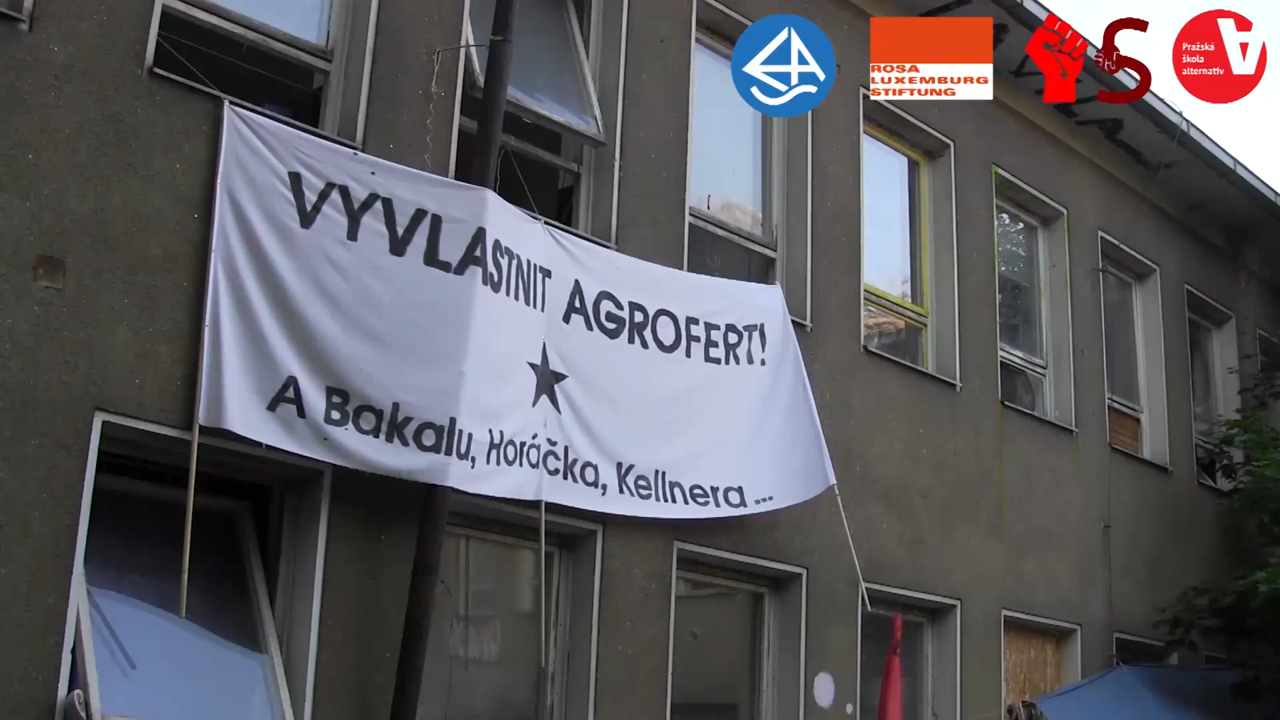 ROSA
LUXEMBURG
STIFTUNG
S
Pražská
škola
alternativ
A
VYVLASTNIT AGROFERT!
A Bakalu, Horáčka, Kellnera ...